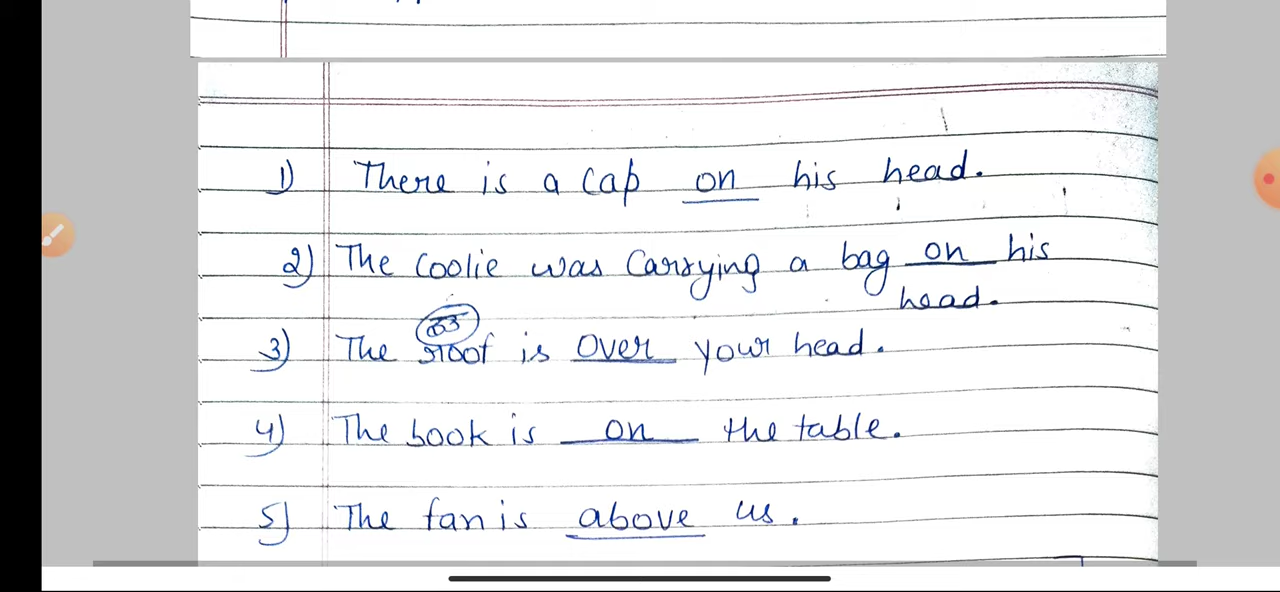 1) There is a cap on his head.
2) The coolie was carrying a bag on his
head.
3) The roof is over your head.
4) The book is on the table.
5) The fan is above us.